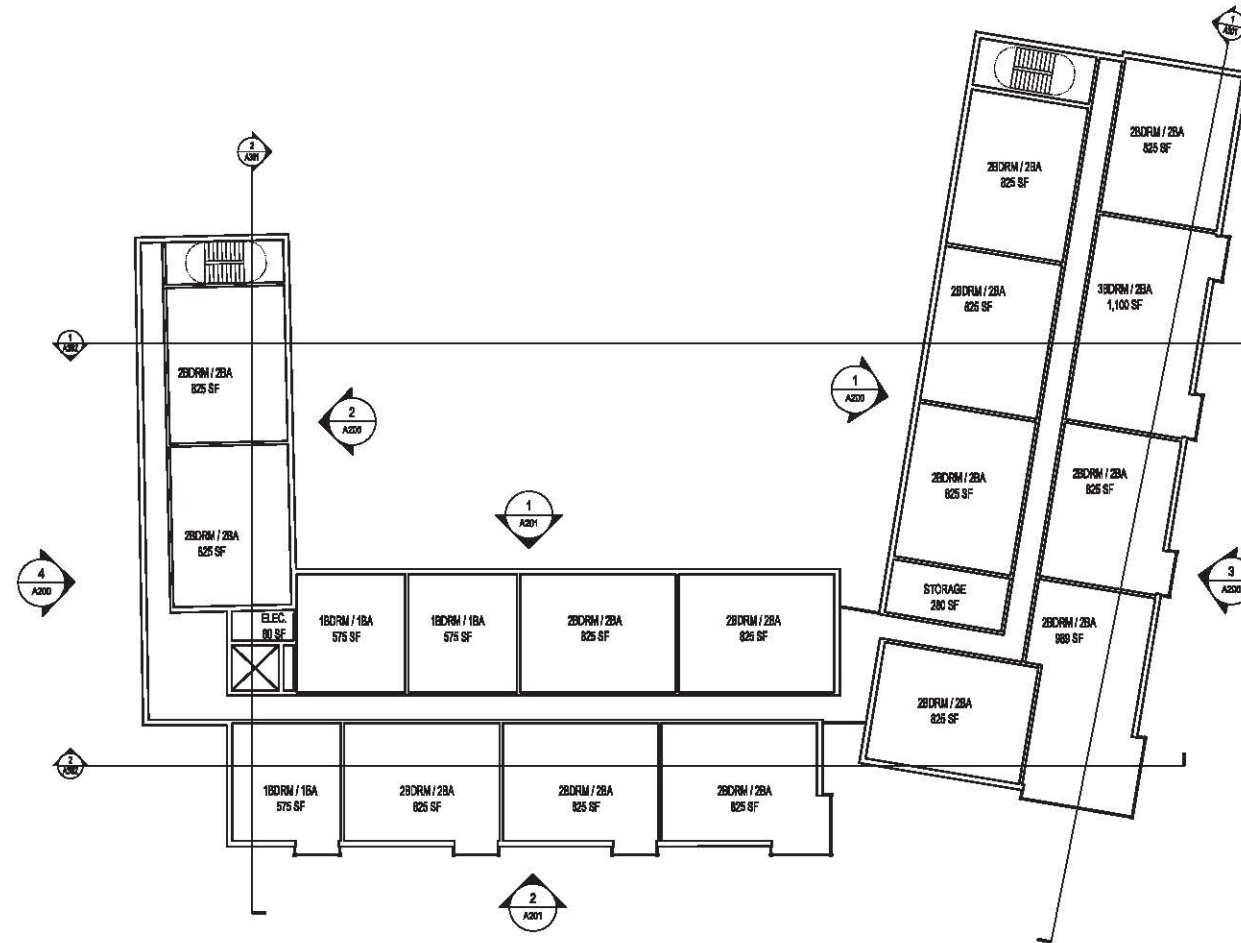 1
A301
2BDRM / 2BA
825 SF
2BDRM / 2BA
825 SF
2
A301
2BDRM / 2BA
825 SF
3BDRM / 2BA
1,100 SF
1
A302
2BDRM / 2BA
825 SF
1
A200
2
A200
2BDRM / 2BA
825 SF
2BDRM / 2BA
825 SF
1
A201
2BDRM / 2BA
825 SF
4
A200
3
A200
STORAGE
280 SF
ELEC.
80 SF
1BDRM / 1BA
575 SF
1BDRM / 1BA
575 SF
2BDRM / 2BA
825 SF
2BDRM / 2BA
825 SF
2BDRM / 2BA
989 SF
2BDRM / 2BA
825 SF
2
A302
1BDRM / 1BA
575 SF
2BDRM / 2BA
825 SF
2BDRM / 2BA
825 SF
2BDRM / 2BA
825 SF
2
A201